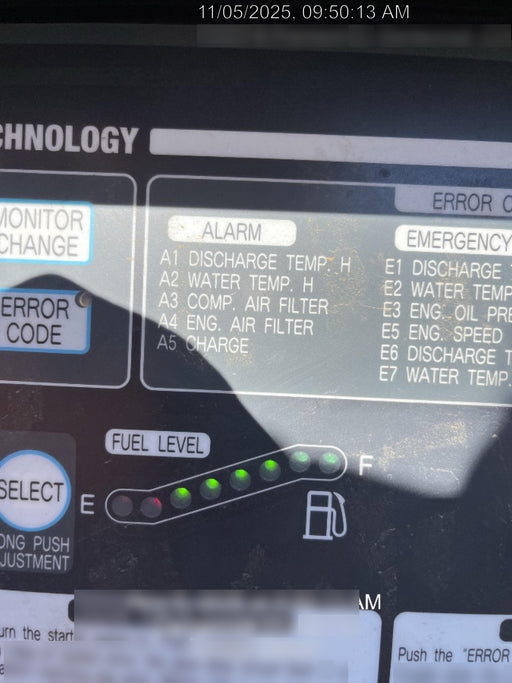 11/05/2025, 09:50:13 AM
CHNOLOGY
MONITOR
CHANGE
ERROR
CODE
ERROR C
ALARM
A1 DISCHARGE TEMP. H
A2 WATER TEMP. H
A3 COMP. AIR FILTER
A4 ENG. AIR FILTER
A5 CHARGE
EMERGENCY
E1 DISCHARGE T
E2 WATER TEMP
E3 ENG. OIL PRE
E5 ENG. SPEED
E6 DISCHARGE T
E7 WATER TEMP.
FUEL LEVEL
E
F
SELECT
ONG PUSH
JUSTMENT
AM
urn the start
Push the "ERROR